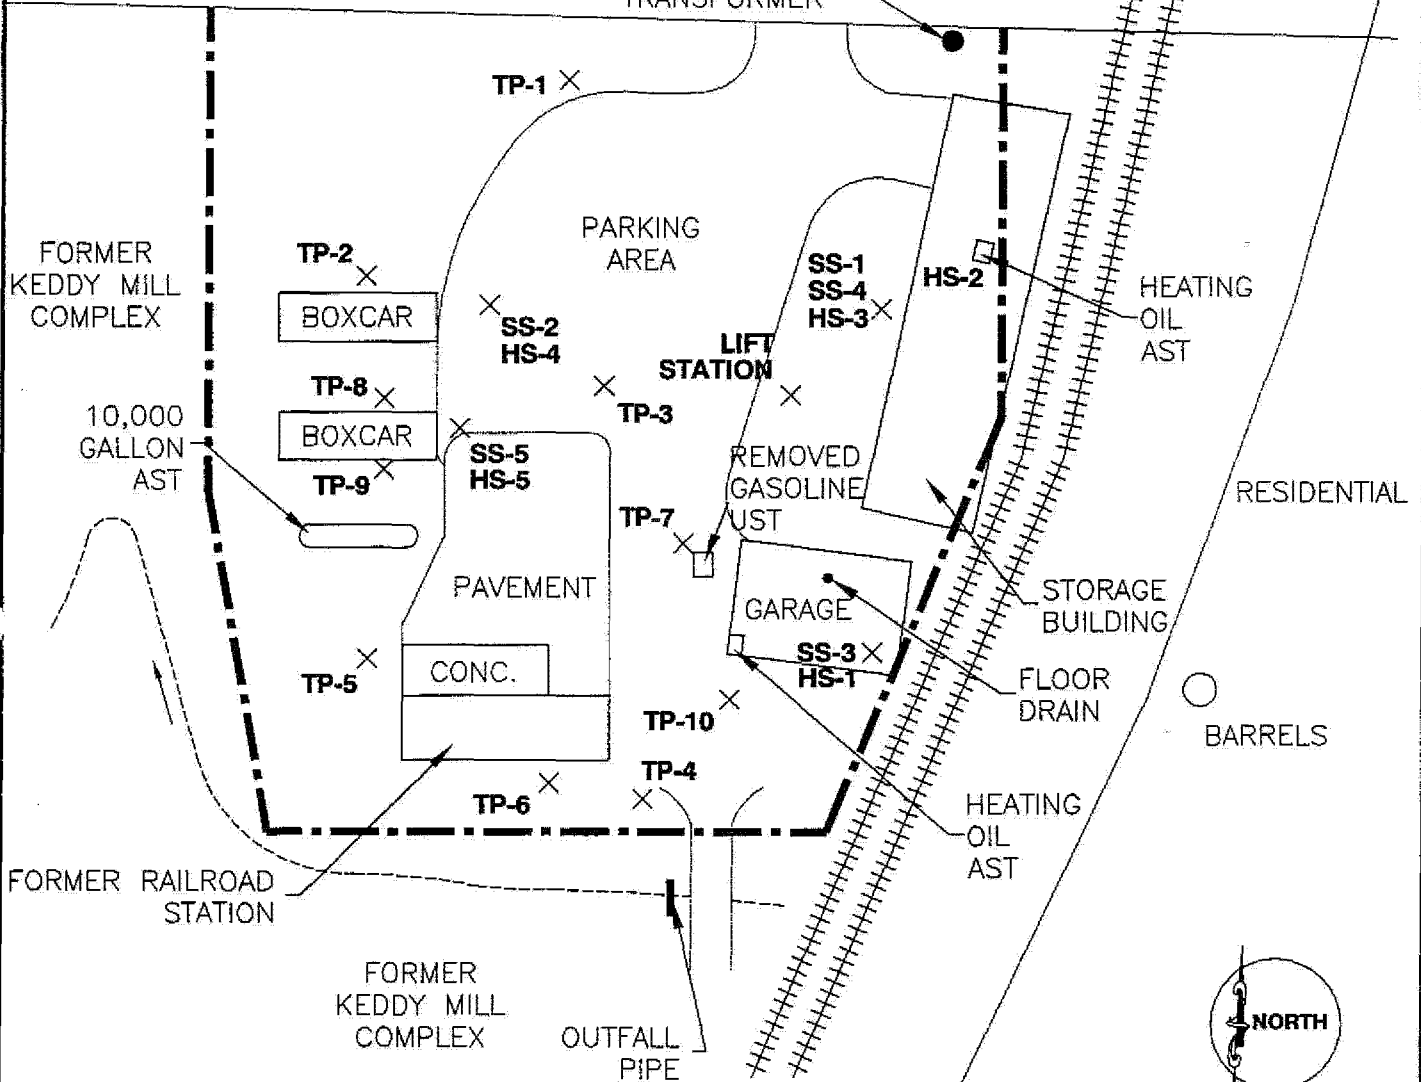 TRANSFORMER
TP-1
PARKING
AREA
FORMER
KEDDY MILL
COMPLEX
TP-2
BOXCAR
SS-2
HS-4
SS-1
SS-4
HS-3
HS-2
HEATING
OIL
AST
LIFT
STATION
TP-8
TP-3
10,000
GALLON
AST
BOXCAR
SS-5
HS-5
TP-9
REMOVED
GASOLINE
UST
RESIDENTIAL
TP-7
PAVEMENT
GARAGE
STORAGE
BUILDING
SS-3
HS-1
CONC.
TP-5
FLOOR
DRAIN
TP-10
BARRELS
TP-4
TP-6
HEATING
OIL
AST
FORMER RAILROAD
STATION
FORMER
KEDDY MILL
COMPLEX
OUTFALL
PIPE
NORTH